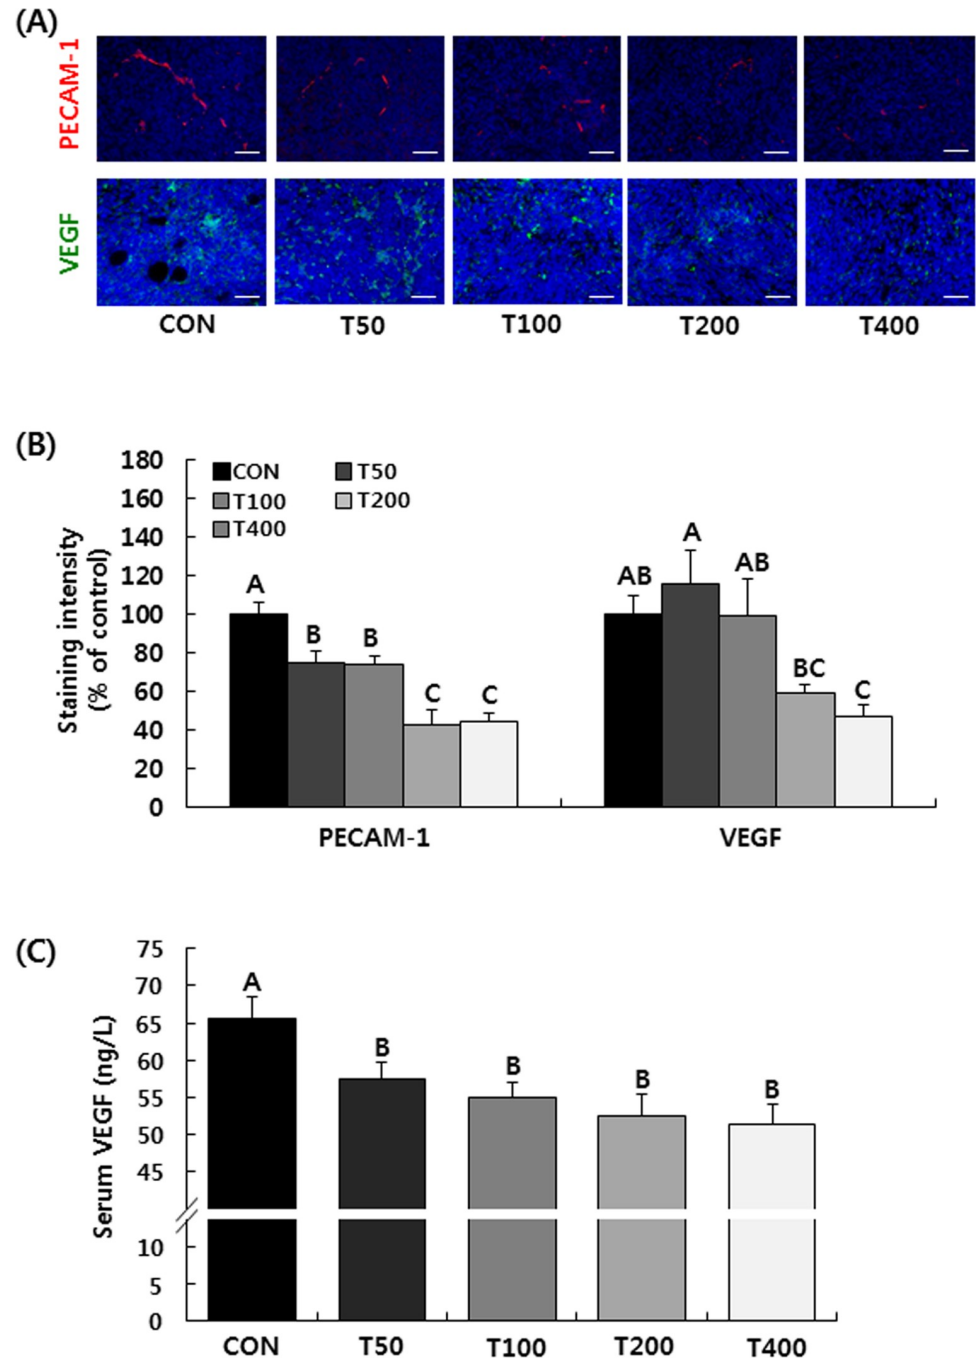 (A)
PECAM-1
VEGF
CON T50 T100 T200 T400
(B)
Staining intensity
(% of control)
180
160
140
120
100
80
60
40
20
0
CON T50
T100 T200
T400
A B B C C
AB A AB BC C
PECAM-1 VEGF
(C)
Serum VEGF (ng/L)
75
70
65
60
55
50
45
10
5
0
A B B B B
CON T50 T100 T200 T400